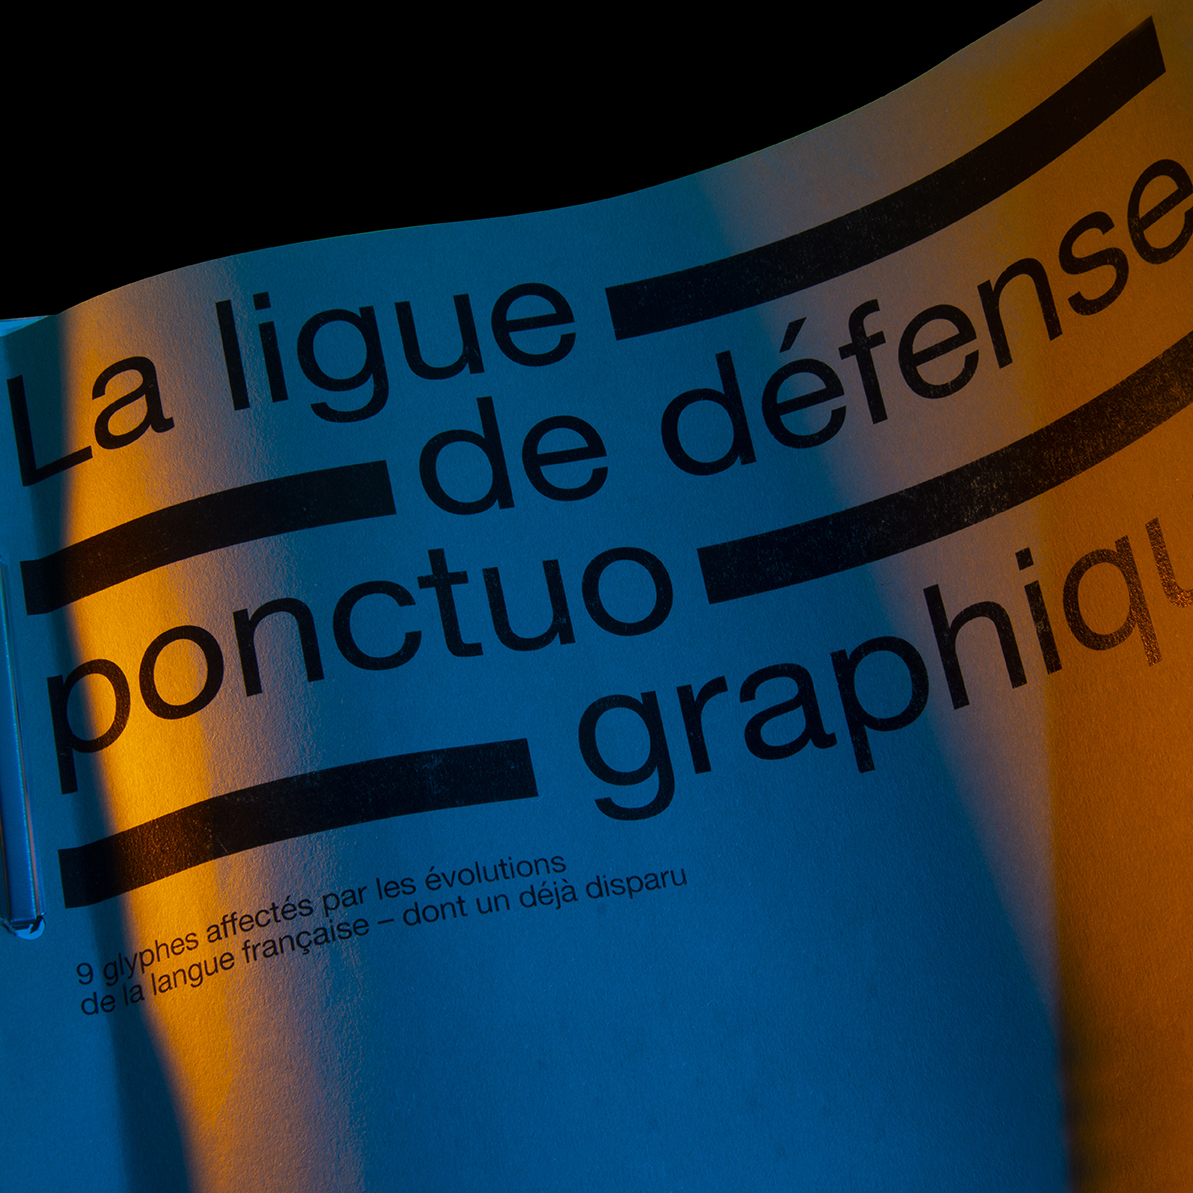 La ligue
de défense
ponctuo
graphiqu
9 glyphes affectés par les évolutions
de la langue française – dont un déjà disparu